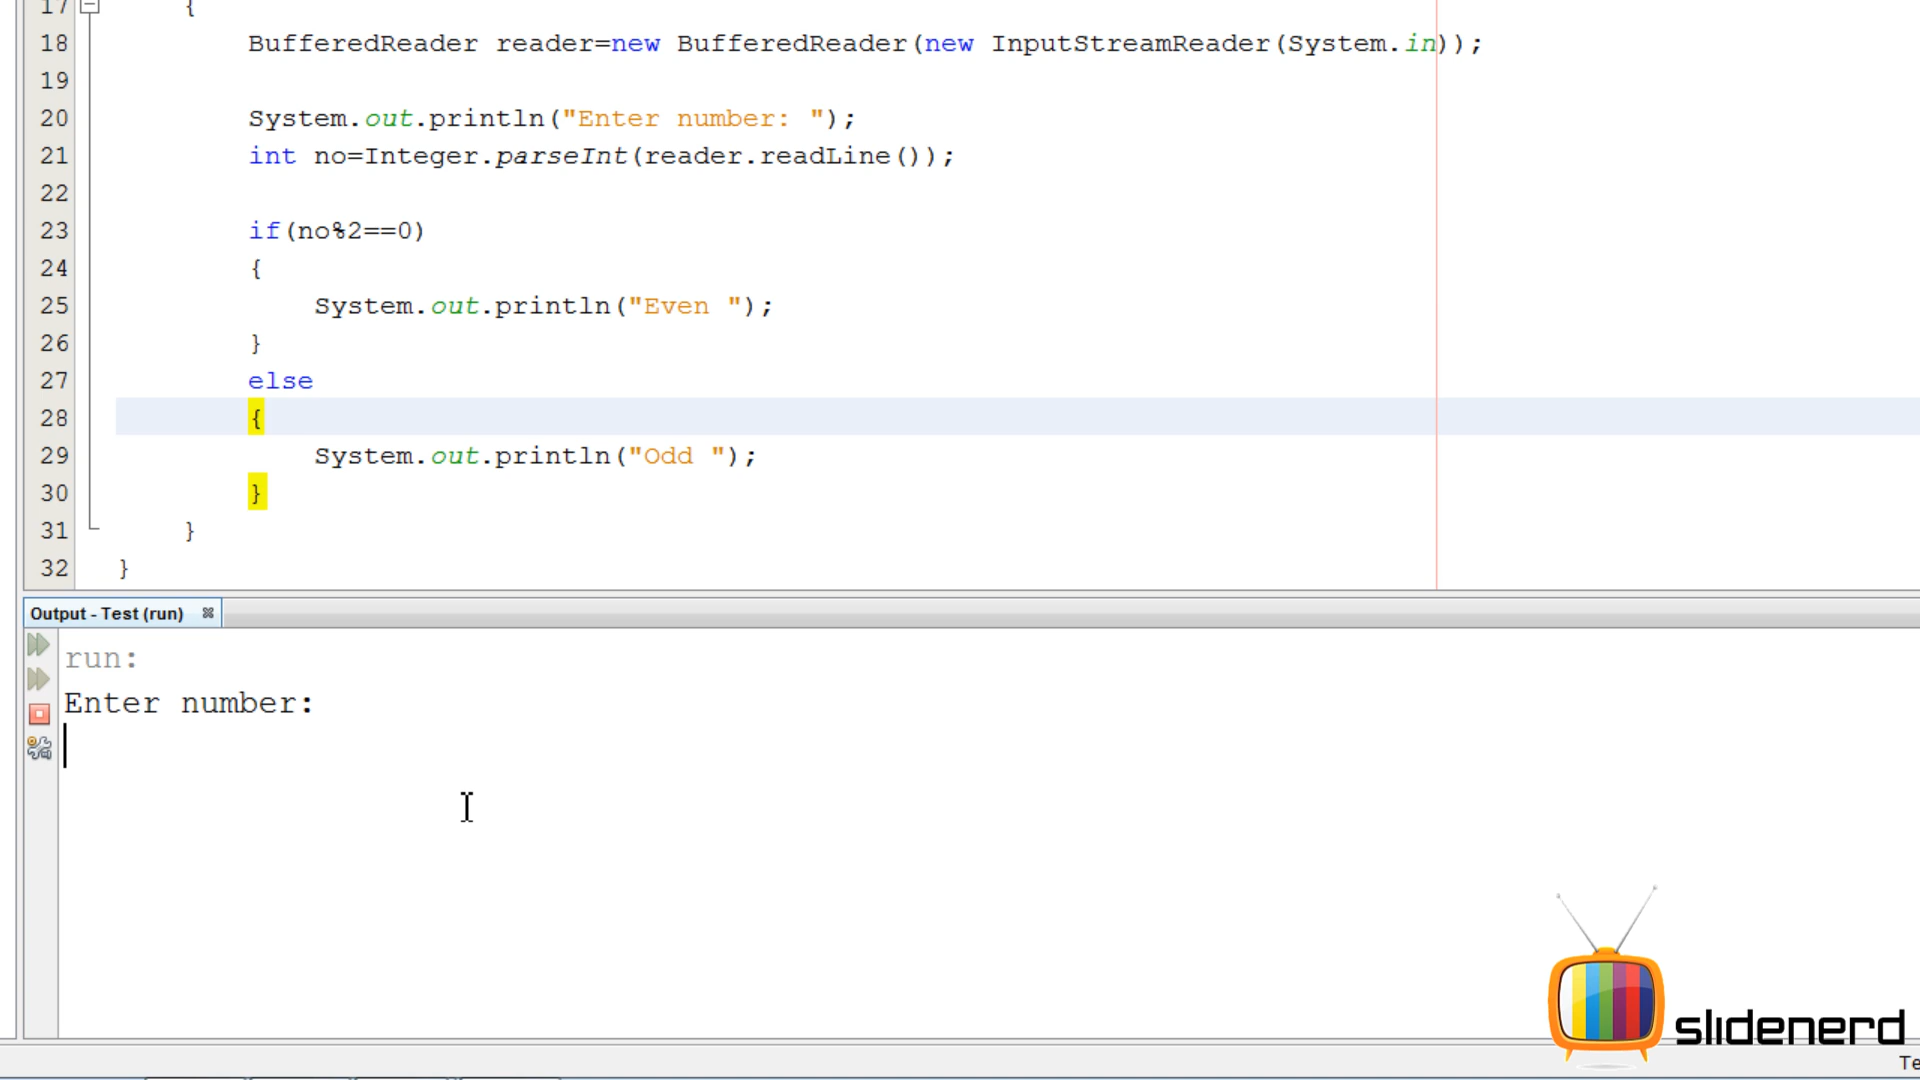 17 {
18 BufferedReader reader=new BufferedReader(new InputStreamReader(System.in));
19
20 System.out.println("Enter number: ");
21 int no=Integer.parseInt(reader.readLine());
22
23 if(no%2==0)
24 {
25 System.out.println("Even ");
26 }
27 else
28 {
29 System.out.println("Odd ");
30 }
31 }
32 }
Output - Test (run)
run:
Enter number:
slidenerd
Te